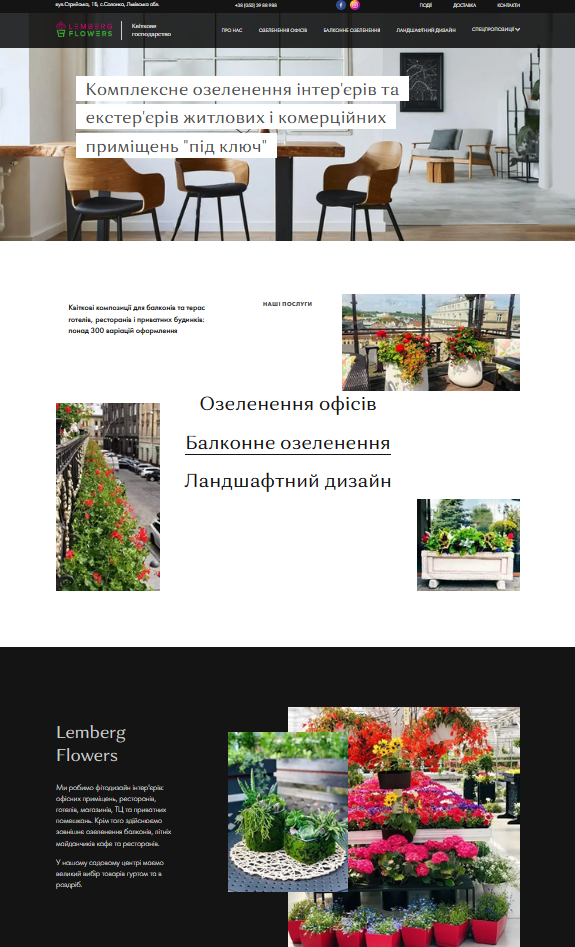 вул.Стрийська, 15, с.Солонка, Львівська обл.
+38 (050) 39 88 988
ПОДІЇ
ДОСТАВКА
КОНТАКТИ
LEMBERG
FLOWERS
Квіткове
господарство
ПРО НАС
ОЗЕЛЕНЕННЯ ОФІСІВ
БАЛКОННЕ ОЗЕЛЕНЕННЯ
ЛАНДШАФТНИЙ ДИЗАЙН
СПЕЦПРОПОЗИЦІЇ
Комплексне озеленення інтер'єрів та
екстер'єрів житлових і комерційних
приміщень "під ключ"
Квіткові композиції для балконів та терас
готелів, ресторанів і приватних будинків:
понад 300 варіацій оформлення
НАШІ ПОСЛУГИ
Озеленення офісів
Балконне озеленення
Ландшафтний дизайн
Lemberg
Flowers
Ми робимо фітодизайн інтер'єрів:
офісних приміщень, ресторанів,
готелів, магазинів, ТЦ та приватних
помешкань. Крім того здійснюємо
зовнішнє озеленення балконів, літніх
майданчиків кафе та ресторанів.
У нашому садовому центрі маємо
великий вибір товарів гуртом та в
роздріб.